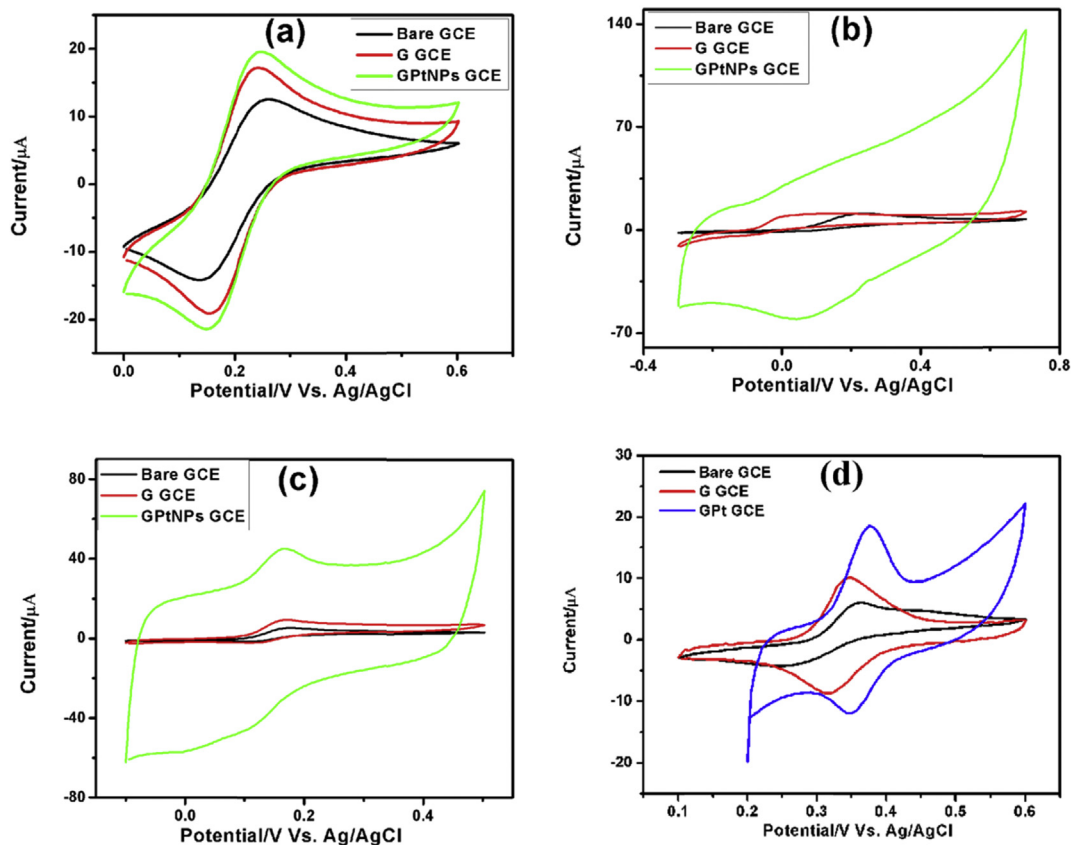 (a)
Bare GCE
G GCE
GPtNPs GCE
20
10
0
-10
-20
Current/µA
0.0 0.2 0.4 0.6
Potential/V Vs. Ag/AgCl
(b)
Bare GCE
G GCE
GPtNPs GCE
140
70
0
-70
Current/µA
-0.4 0.0 0.4 0.8
Potential/V Vs. Ag/AgCl
(c)
Bare GCE
G GCE
GPtNPs GCE
80
40
0
-40
-80
Current/µA
0.0 0.2 0.4
Potential/V Vs. Ag/AgCl
(d)
Bare GCE
G GCE
GPt GCE
30
20
10
0
-10
-20
Current/µA
0.1 0.2 0.3 0.4 0.5 0.6
Potential/V Vs. Ag/AgCl